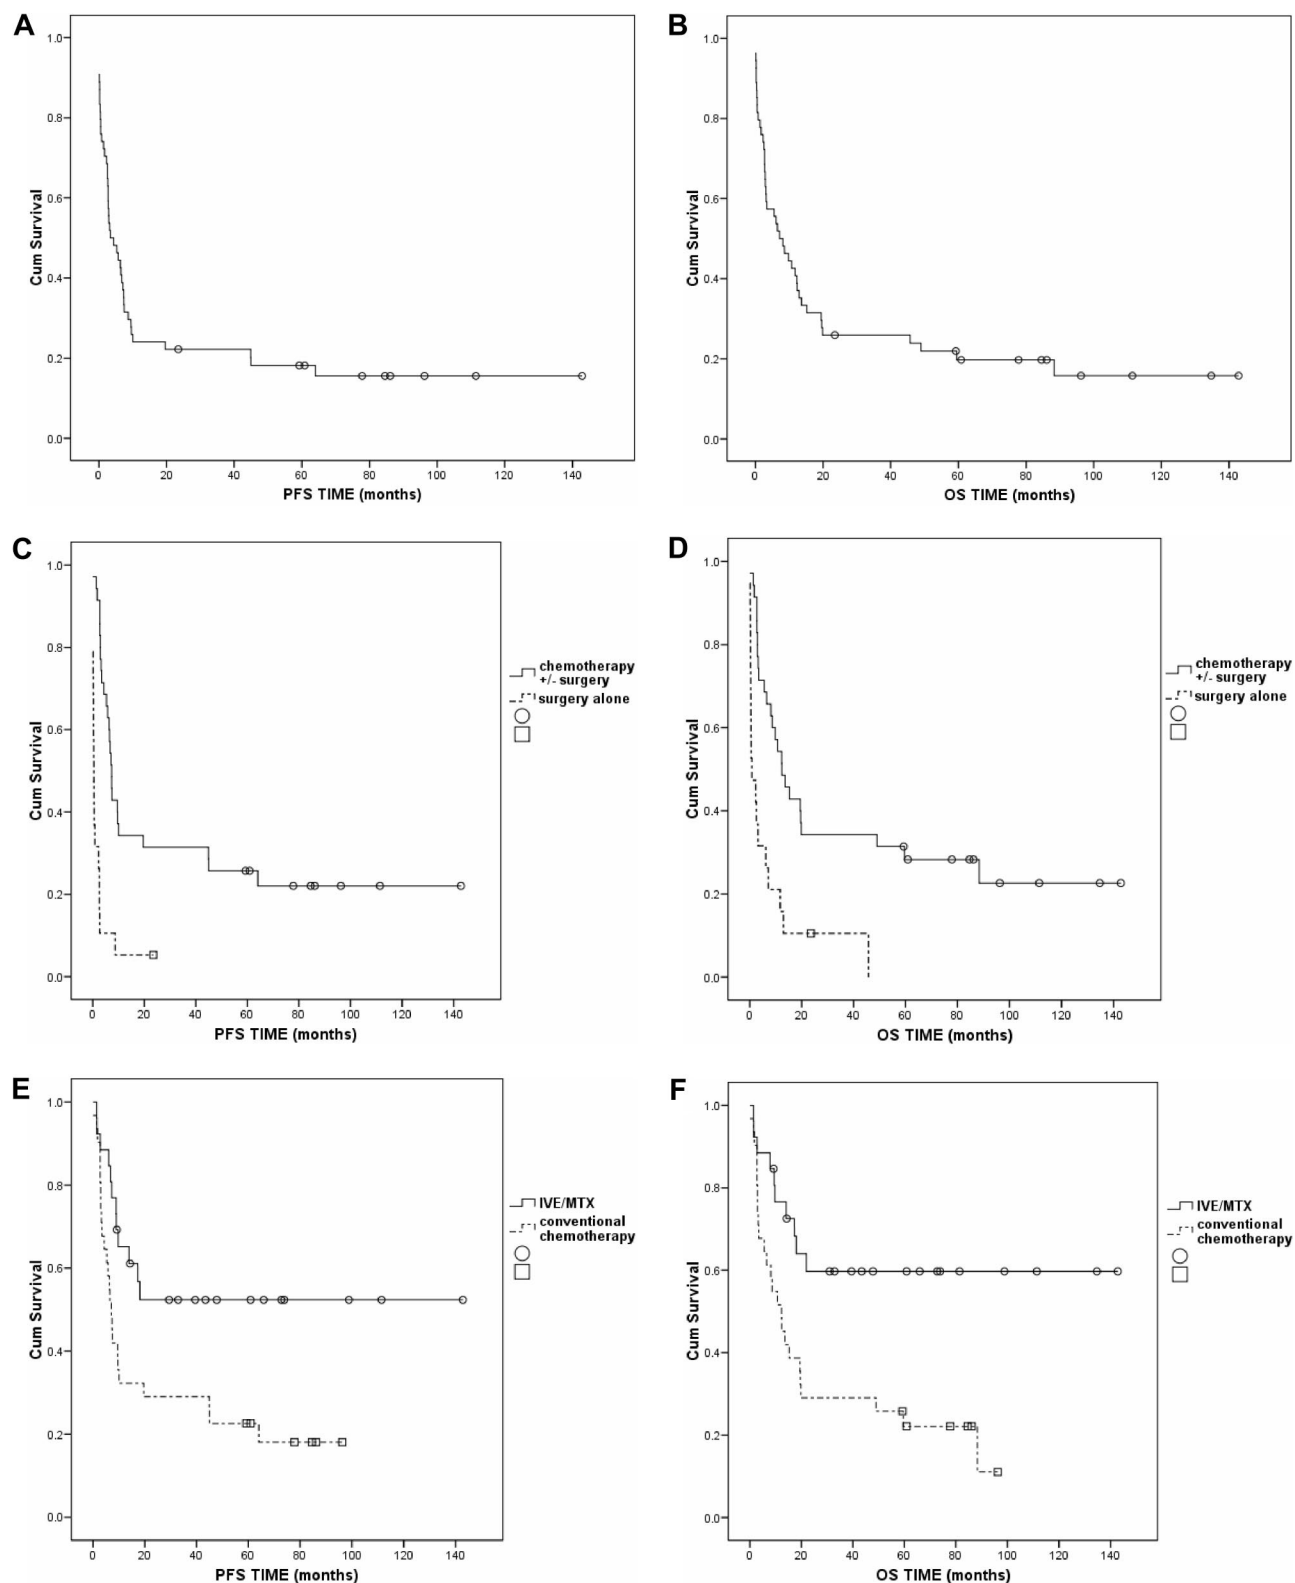 A
1.0
0.8
0.6
0.4
0.2
0.0
Cum Survival
0 20 40 60 80 100 120 140
PFS TIME (months)
B
1.0
0.8
0.6
0.4
0.2
0.0
Cum Survival
0 20 40 60 80 100 120 140
OS TIME (months)
C
1.0
0.8
0.6
0.4
0.2
0.0
Cum Survival
0 20 40 60 80 100 120 140
PFS TIME (months)
chemotherapy
+/- surgery
surgery alone
D
1.0
0.8
0.6
0.4
0.2
0.0
Cum Survival
0 20 40 60 80 100 120 140
OS TIME (months)
chemotherapy
+/- surgery
surgery alone
E
1.0
0.8
0.6
0.4
0.2
0.0
Cum Survival
0 20 40 60 80 100 120 140
PFS TIME (months)
IVE/MTX
conventional
chemotherapy
F
1.0
0.8
0.6
0.4
0.2
0.0
Cum Survival
0 20 40 60 80 100 120 140
OS TIME (months)
IVE/MTX
conventional
chemotherapy